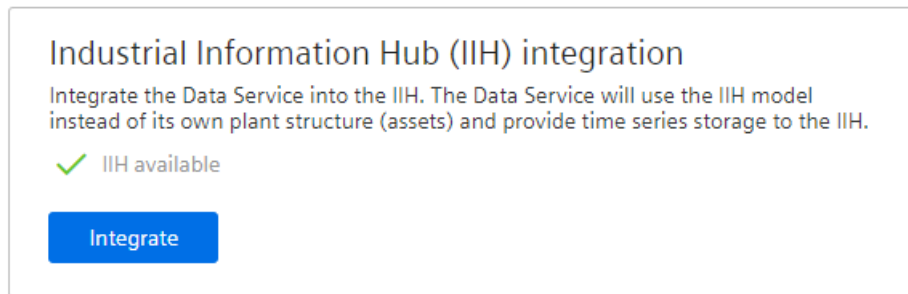 Industrial Information Hub (IIH) integration
Integrate the Data Service into the IIH. The Data Service will use the IIH model
instead of its own plant structure (assets) and provide time series storage to the IIH.
IIH available
Integrate